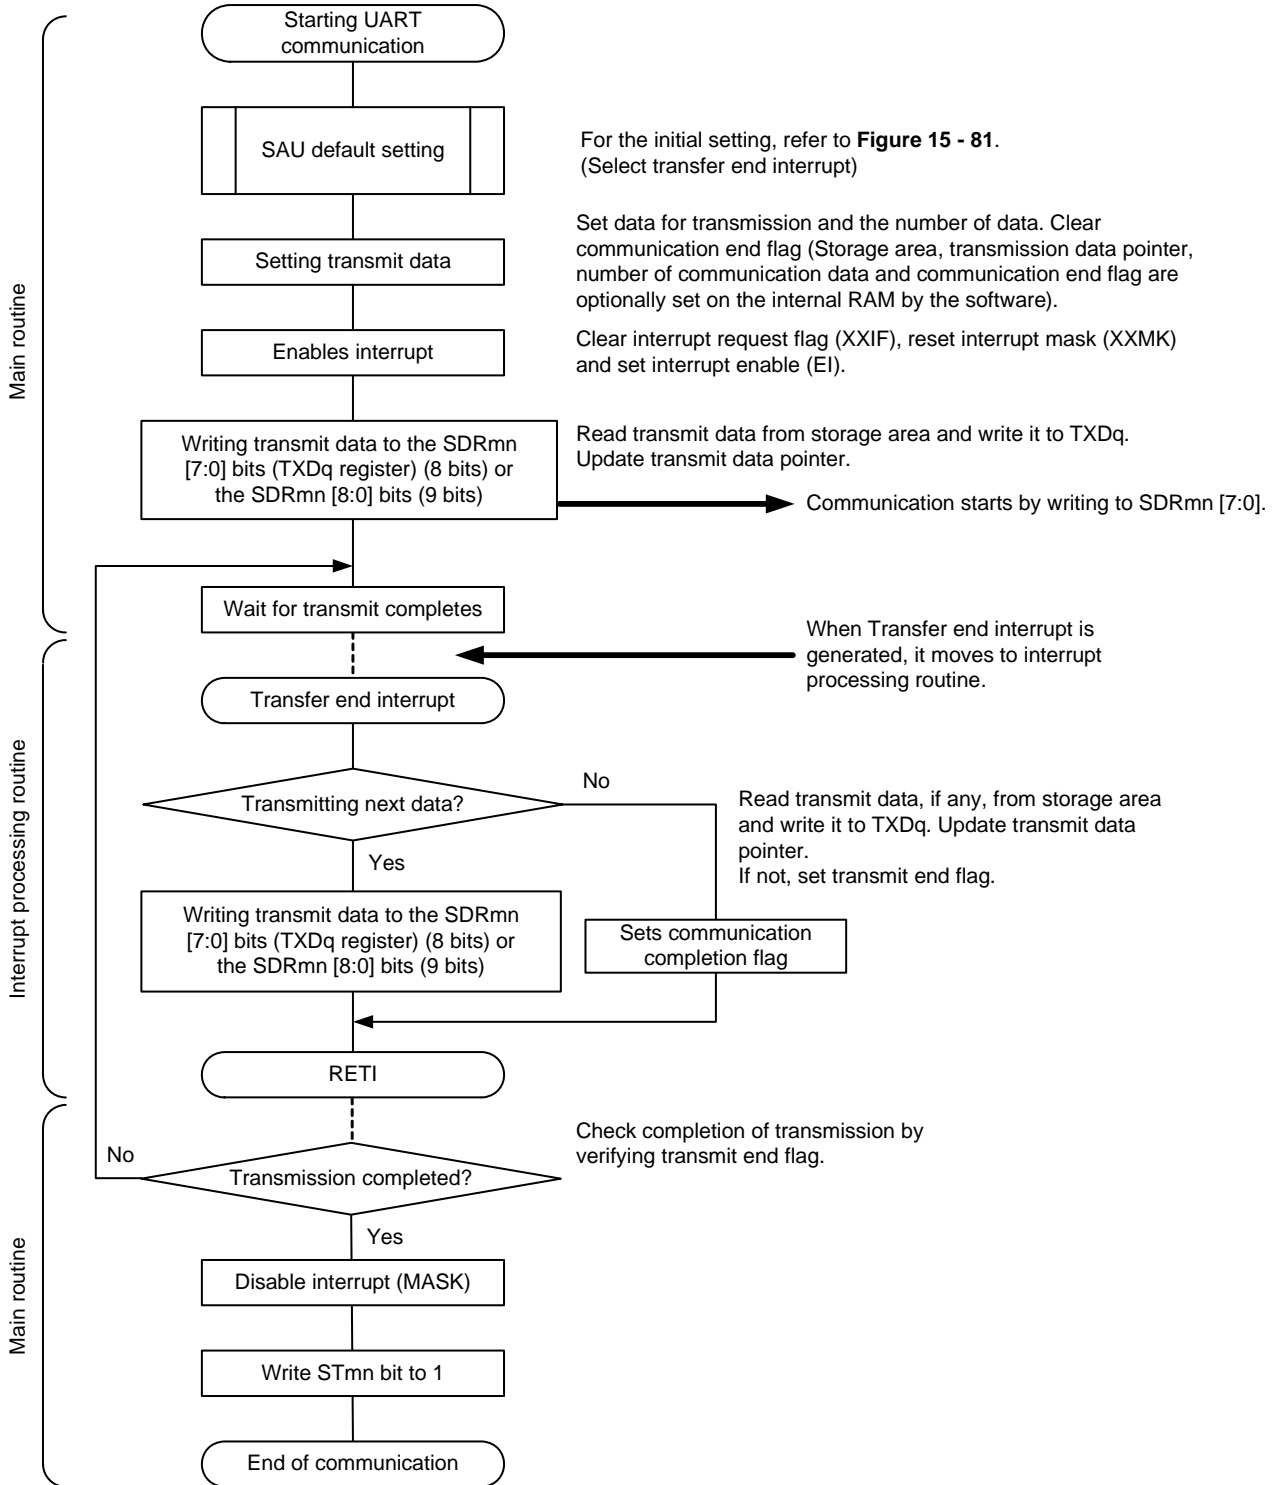 Starting UART
communication
SAU default setting
For the initial setting, refer to Figure 15 - 81.
(Select transfer end interrupt)
Setting transmit data
Set data for transmission and the number of data. Clear
communication end flag (Storage area, transmission data pointer,
number of communication data and communication end flag are
optionally set on the internal RAM by the software).
Enables interrupt
Clear interrupt request flag (XXIF), reset interrupt mask (XXMK)
and set interrupt enable (EI).
Main routine
Writing transmit data to the SDRmn
[7:0] bits (TXDq register) (8 bits) or
the SDRmn [8:0] bits (9 bits)
Read transmit data from storage area and write it to TXDq.
Update transmit data pointer.
Communication starts by writing to SDRmn [7:0].
Wait for transmit completes
When Transfer end interrupt is
generated, it moves to interrupt
processing routine.
Transfer end interrupt
Transmitting next data?
No
Yes
Read transmit data, if any, from storage area
and write it to TXDq. Update transmit data
pointer.
If not, set transmit end flag.
Interrupt processing routine
Writing transmit data to the SDRmn
[7:0] bits (TXDq register) (8 bits) or
the SDRmn [8:0] bits (9 bits)
Sets communication
completion flag
RETI
Check completion of transmission by
verifying transmit end flag.
No
Transmission completed?
Yes
Main routine
Disable interrupt (MASK)
Write STmn bit to 1
End of communication